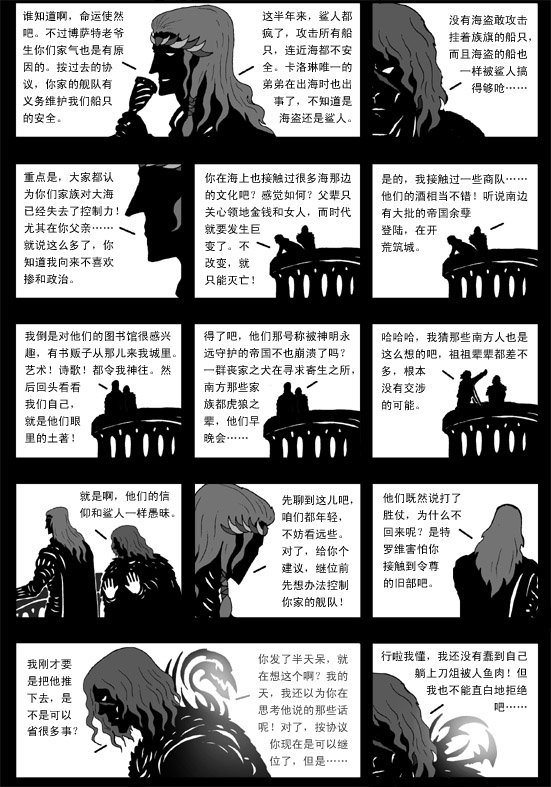 谁知道啊，命运使然
吧。不过博萨特老爷
生你们家气也是有原
因的。按过去的协
议，你家的舰队有
义务维护我们船只
的安全。
这半年来，鲨人都
疯了，攻击所有船
只，连近海都不安
全。卡洛琳唯一的
弟弟在出海时也出
事了，不知道是
海盗还是鲨人。
没有海盗敢攻击
挂着族旗的船只，
而且海盗的船也
一样被鲨人搞
得够呛……
重点是，大家都认
为你们家族对大海
已经失去了控制力！
尤其在你父亲……
就说这么多了，你
知道我向来不喜欢
掺和政治。
你在海上也接触过很多海那边
的文化吧？感觉如何？父辈只
关心领地金钱和女人，而时代
就要发生巨
变了。不
改变，就
只能灭亡！
是的，我接触过一些商队……
他们的酒相当不错！听说南边
有大批的帝国余孽
登陆，在开
荒筑城。
我倒是对他们的图书馆很感兴
趣，有书贩子从那儿来我城里。
艺术！诗歌！都令我神往。然
后回头看看
我们自己，
就是他们眼
里的土著！
得了吧，他们那号称被神明永
远守护的帝国不也崩溃了吗？
一群丧家之犬在寻求寄生之所，
南方那些家
族都虎狼之
辈，他们早
晚会……
哈哈哈，我猜那些南方人也是
这么想的吧，祖祖辈辈都差不
多，根本
没有交涉
的可能。
就是啊，他们的信
仰和鲨人一样愚昧。
先聊到这儿吧，
咱们都年轻，
不妨看远些。
对了，给你个
建议，继位前
先想办法控制
你家的舰队！
他们既然说打了
胜仗，为什么不
回来呢？是特
罗维害怕你
接触到令尊
的旧部吧。
我刚才要
是把他推
下去，是
不是可以
省很多事？
你发了半天呆，就
在想这个啊？我的
天，我还以为你在
思考他说的那些话
呢！对了，按协议
你现在是可以继
位了，但是……
行啦我懂，我还没有蠢到自己
躺上刀俎被人鱼肉！但
我也不能直白地拒绝
吧……